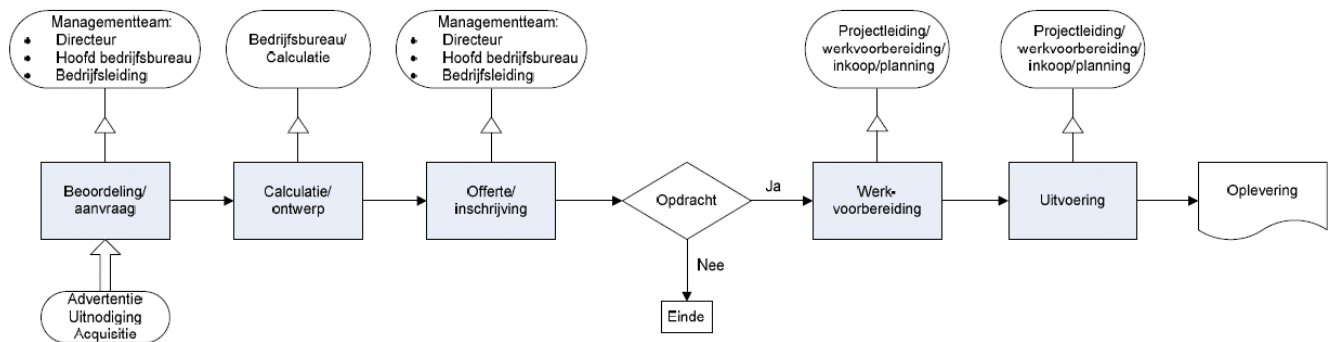 Managementteam:
• Directeur
• Hoofd bedrijfsbureau
• Bedrijfsleiding
Bedrijfsbureau/
Calculatie
Managementteam:
• Directeur
• Hoofd bedrijfsbureau
• Bedrijfsleiding
Projectleiding/
werkvoorbereiding/
inkoop/planning
Projectleiding/
werkvoorbereiding/
inkoop/planning
Beoordeling/
aanvraag
Calculatie/
ontwerp
Offerte/
inschrijving
Opdracht
Ja
Werk-
voorbereiding
Uitvoering
Oplevering
Nee
Einde
Advertentie
Uitnodiging
Acquisitie